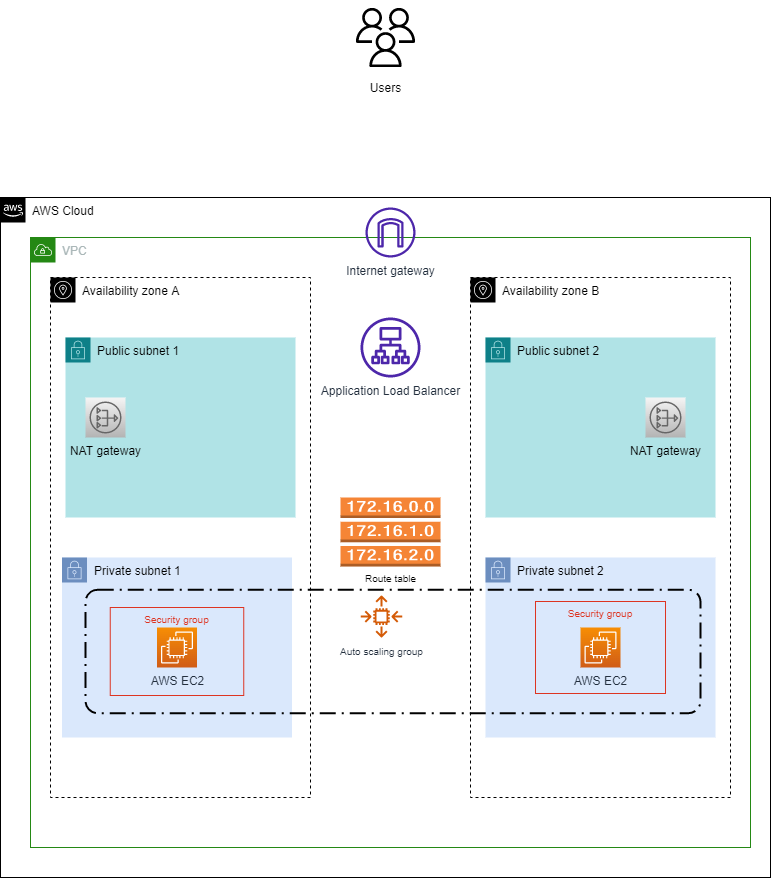 Users
aws
AWS Cloud
VPC
Internet gateway
Availability zone A
Availability zone B
Public subnet 1
Public subnet 2
Application Load Balancer
NAT gateway
NAT gateway
172.16.0.0
172.16.1.0
172.16.2.0
Route table
Private subnet 1
Private subnet 2
Security group
AWS EC2
Auto scaling group
Security group
AWS EC2